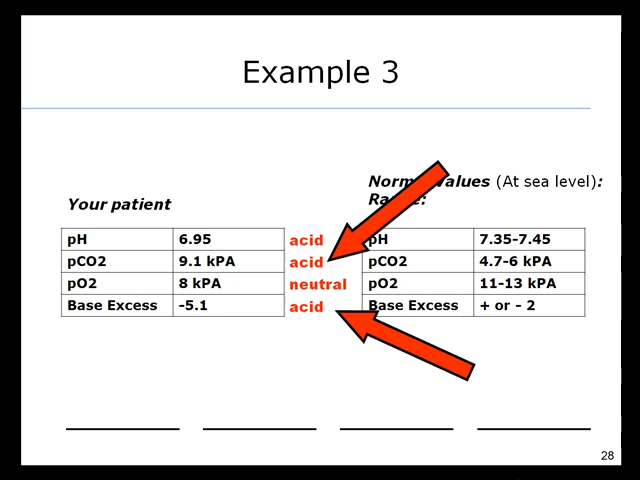 Example 3
Your patient
Normal Values (At sea level):
Range:
pH 6.95 acid pH 7.35-7.45
pCO2 9.1 kPA acid pCO2 4.7-6 kPA
pO2 8 kPA neutral pO2 11-13 kPA
Base Excess -5.1 acid Base Excess + or - 2
28